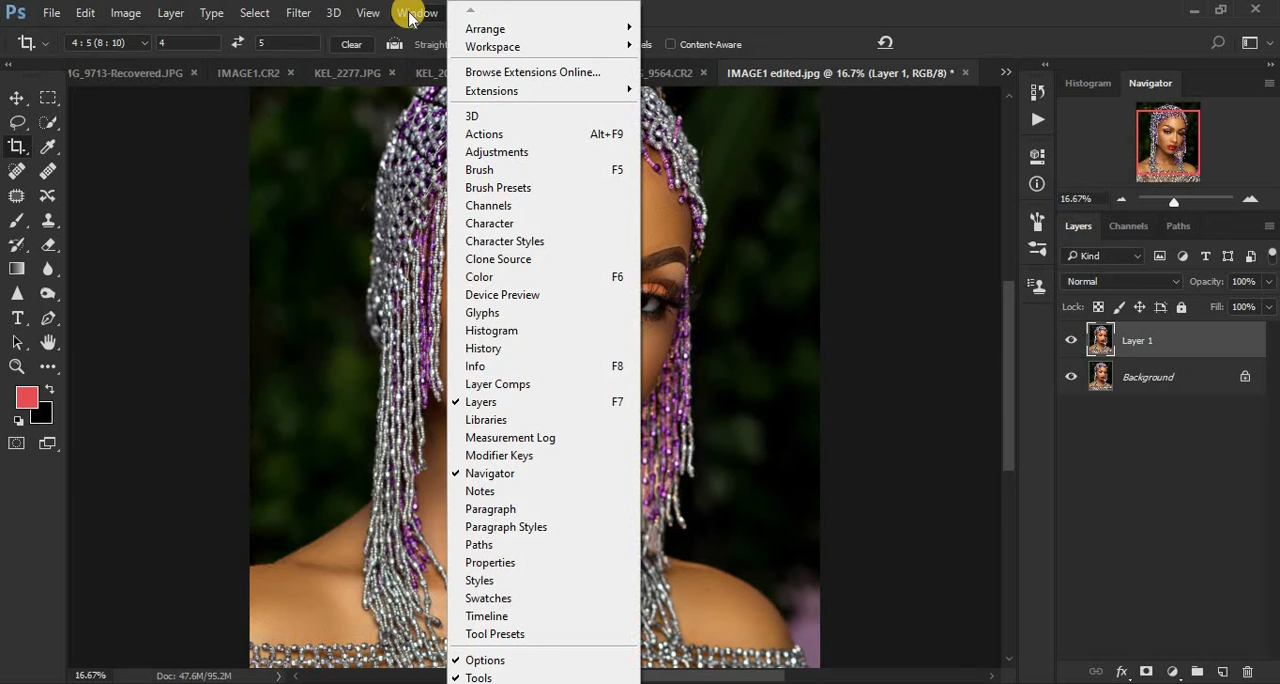 Ps File Edit Image Layer Type Select Filter 3D View Window
4 : 5 (8 : 10) 4 5 Clear Straight els Content-Aware
MG_9713-Recovered.JPG × IMAGE1.CR2 × KEL_2277.JPG × KEL_20 _9564.CR2 × IMAGE1 edited.jpg @ 16.7% (Layer 1, RGB/8) * ×
Arrange
Workspace
Browse Extensions Online...
Extensions
3D
Actions Alt+F9
Adjustments
Brush F5
Brush Presets
Channels
Character
Character Styles
Clone Source
Color F6
Device Preview
Glyphs
Histogram
History
Info F8
Layer Comps
Layers F7
Libraries
Measurement Log
Modifier Keys
Navigator
Notes
Paragraph
Paragraph Styles
Paths
Properties
Styles
Swatches
Timeline
Tool Presets
Options
Tools
Histogram Navigator
16.67%
Layers Channels Paths
Kind
Normal Opacity: 100%
Lock: Fill: 100%
Layer 1
Background
16.67% Doc: 47.6M/95.2M